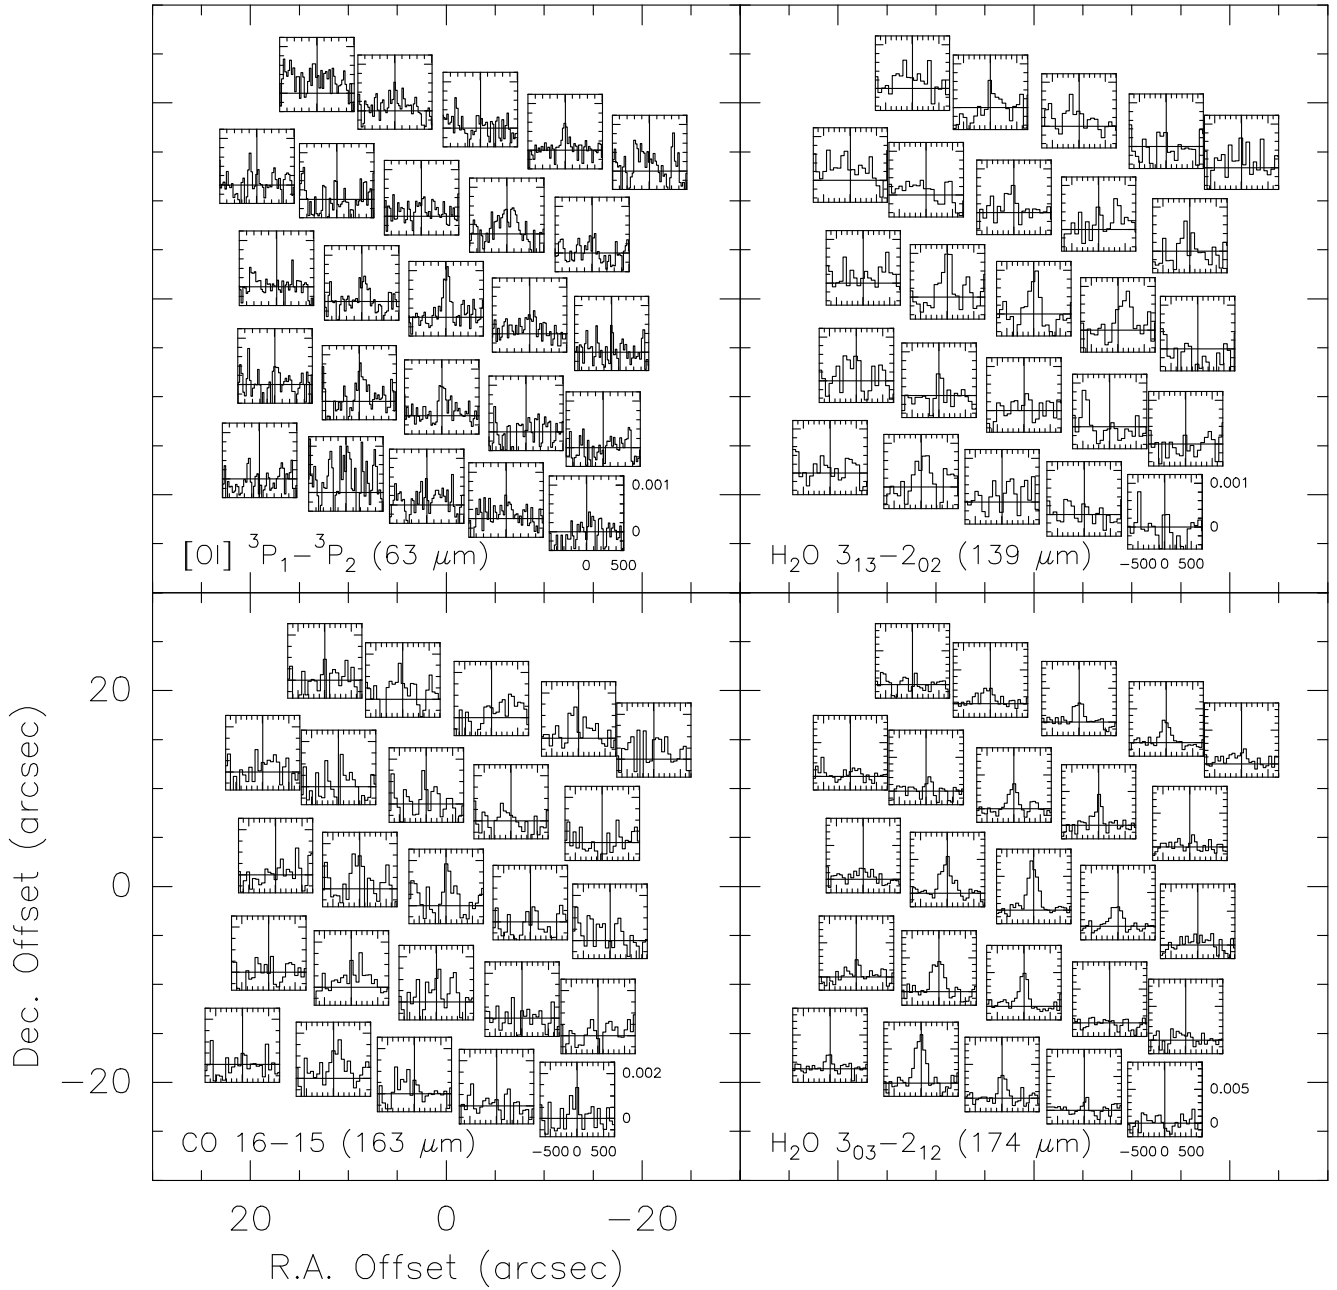 0.001
0
[OI] ³P₁−³P₂ (63 μm)
0 500
0.001
0
H₂O 3₁₃−2₀₂ (139 μm)
−500 0 500
20
0
−20
Dec. Offset (arcsec)
0.002
0
CO 16−15 (163 μm)
−500 0 500
0.005
0
H₂O 3₀₃−2₁₂ (174 μm)
−500 0 500
20 0 −20
R.A. Offset (arcsec)